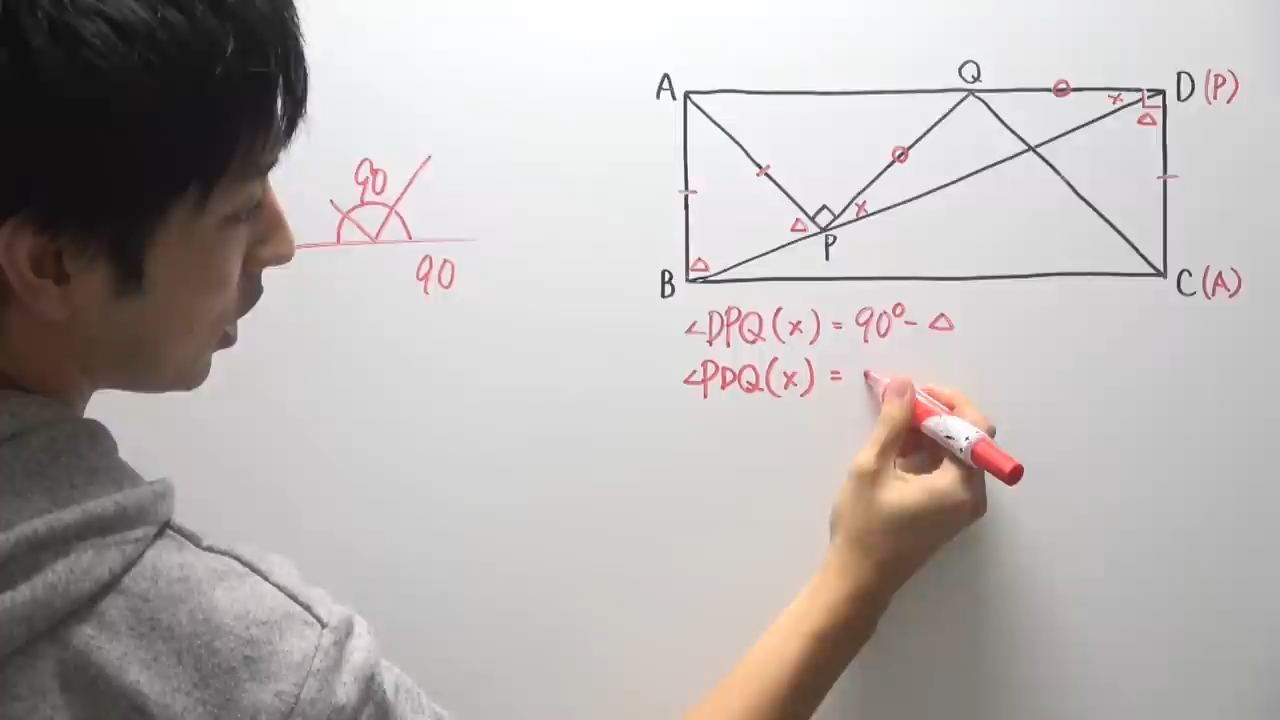 90
90
A
Q
D (P)
P
B
C (A)
∠DPQ(x) = 90° - △
∠PDQ(x) =